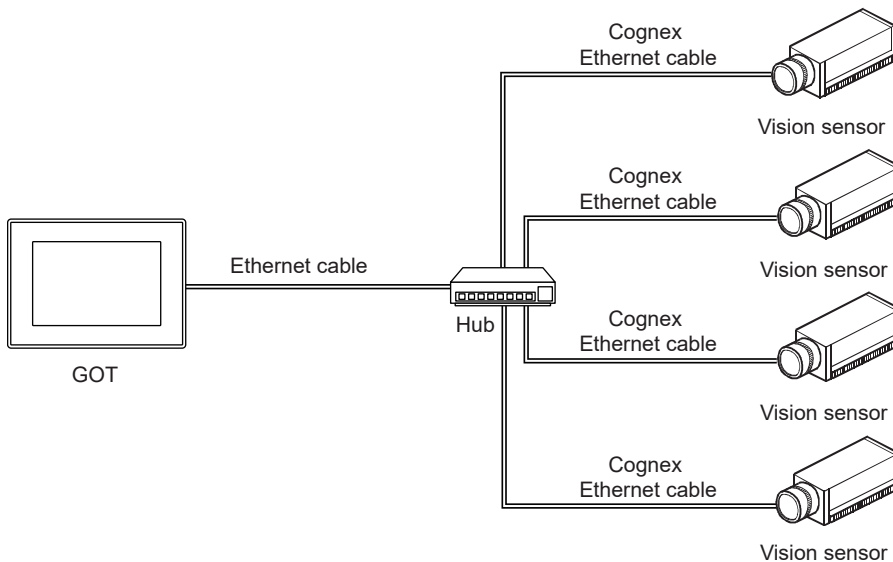 Cognex
Ethernet cable
Vision sensor
Cognex
Ethernet cable
Vision sensor
Ethernet cable
Hub
GOT
Cognex
Ethernet cable
Vision sensor
Cognex
Ethernet cable
Vision sensor